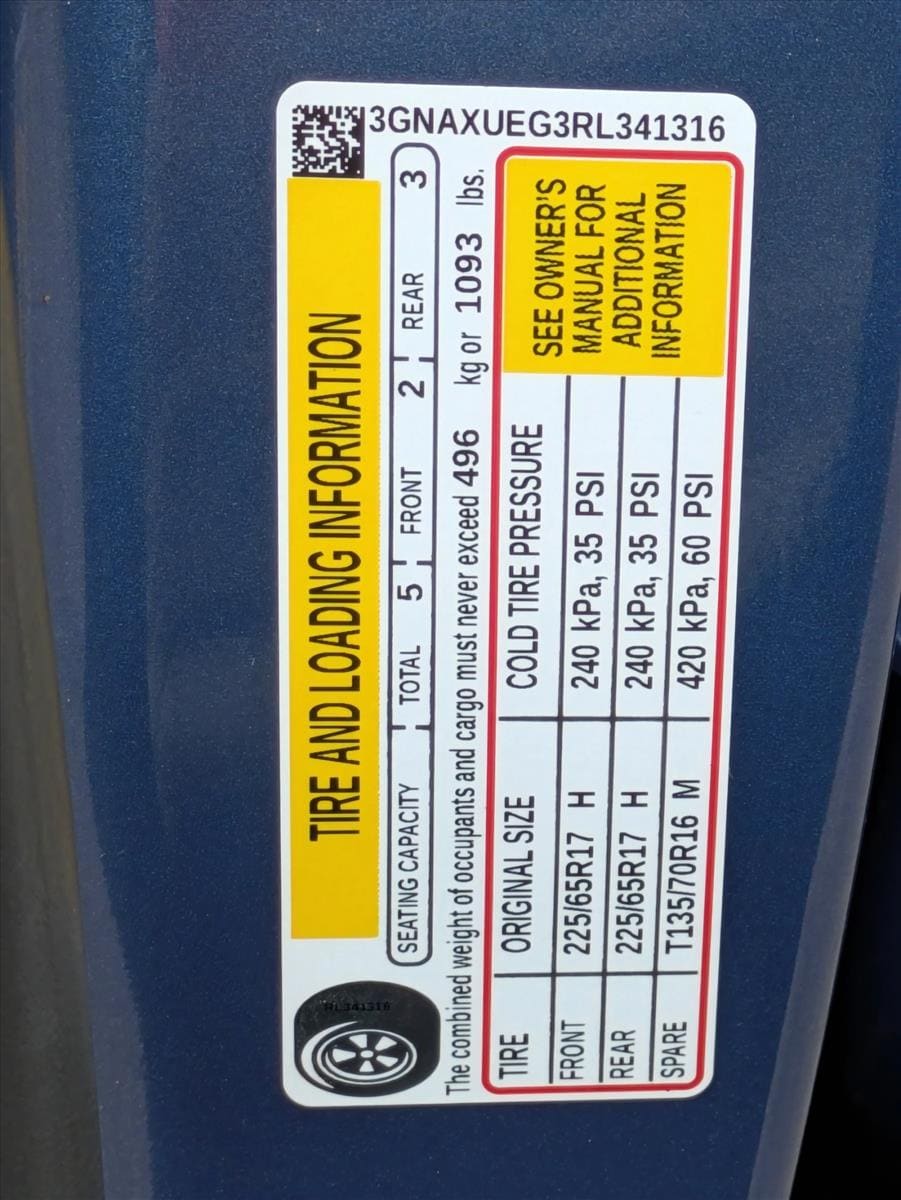 3GNAXUEG3RL341316
TIRE AND LOADING INFORMATION
RL341316
SEATING CAPACITY TOTAL 5 FRONT 2 REAR 3
The combined weight of occupants and cargo must never exceed 496 kg or 1093 lbs.
TIRE ORIGINAL SIZE COLD TIRE PRESSURE
FRONT 225/65R17 H 240 kPa, 35 PSI
REAR 225/65R17 H 240 kPa, 35 PSI
SPARE T135/70R16 M 420 kPa, 60 PSI
SEE OWNER'S
MANUAL FOR
ADDITIONAL
INFORMATION